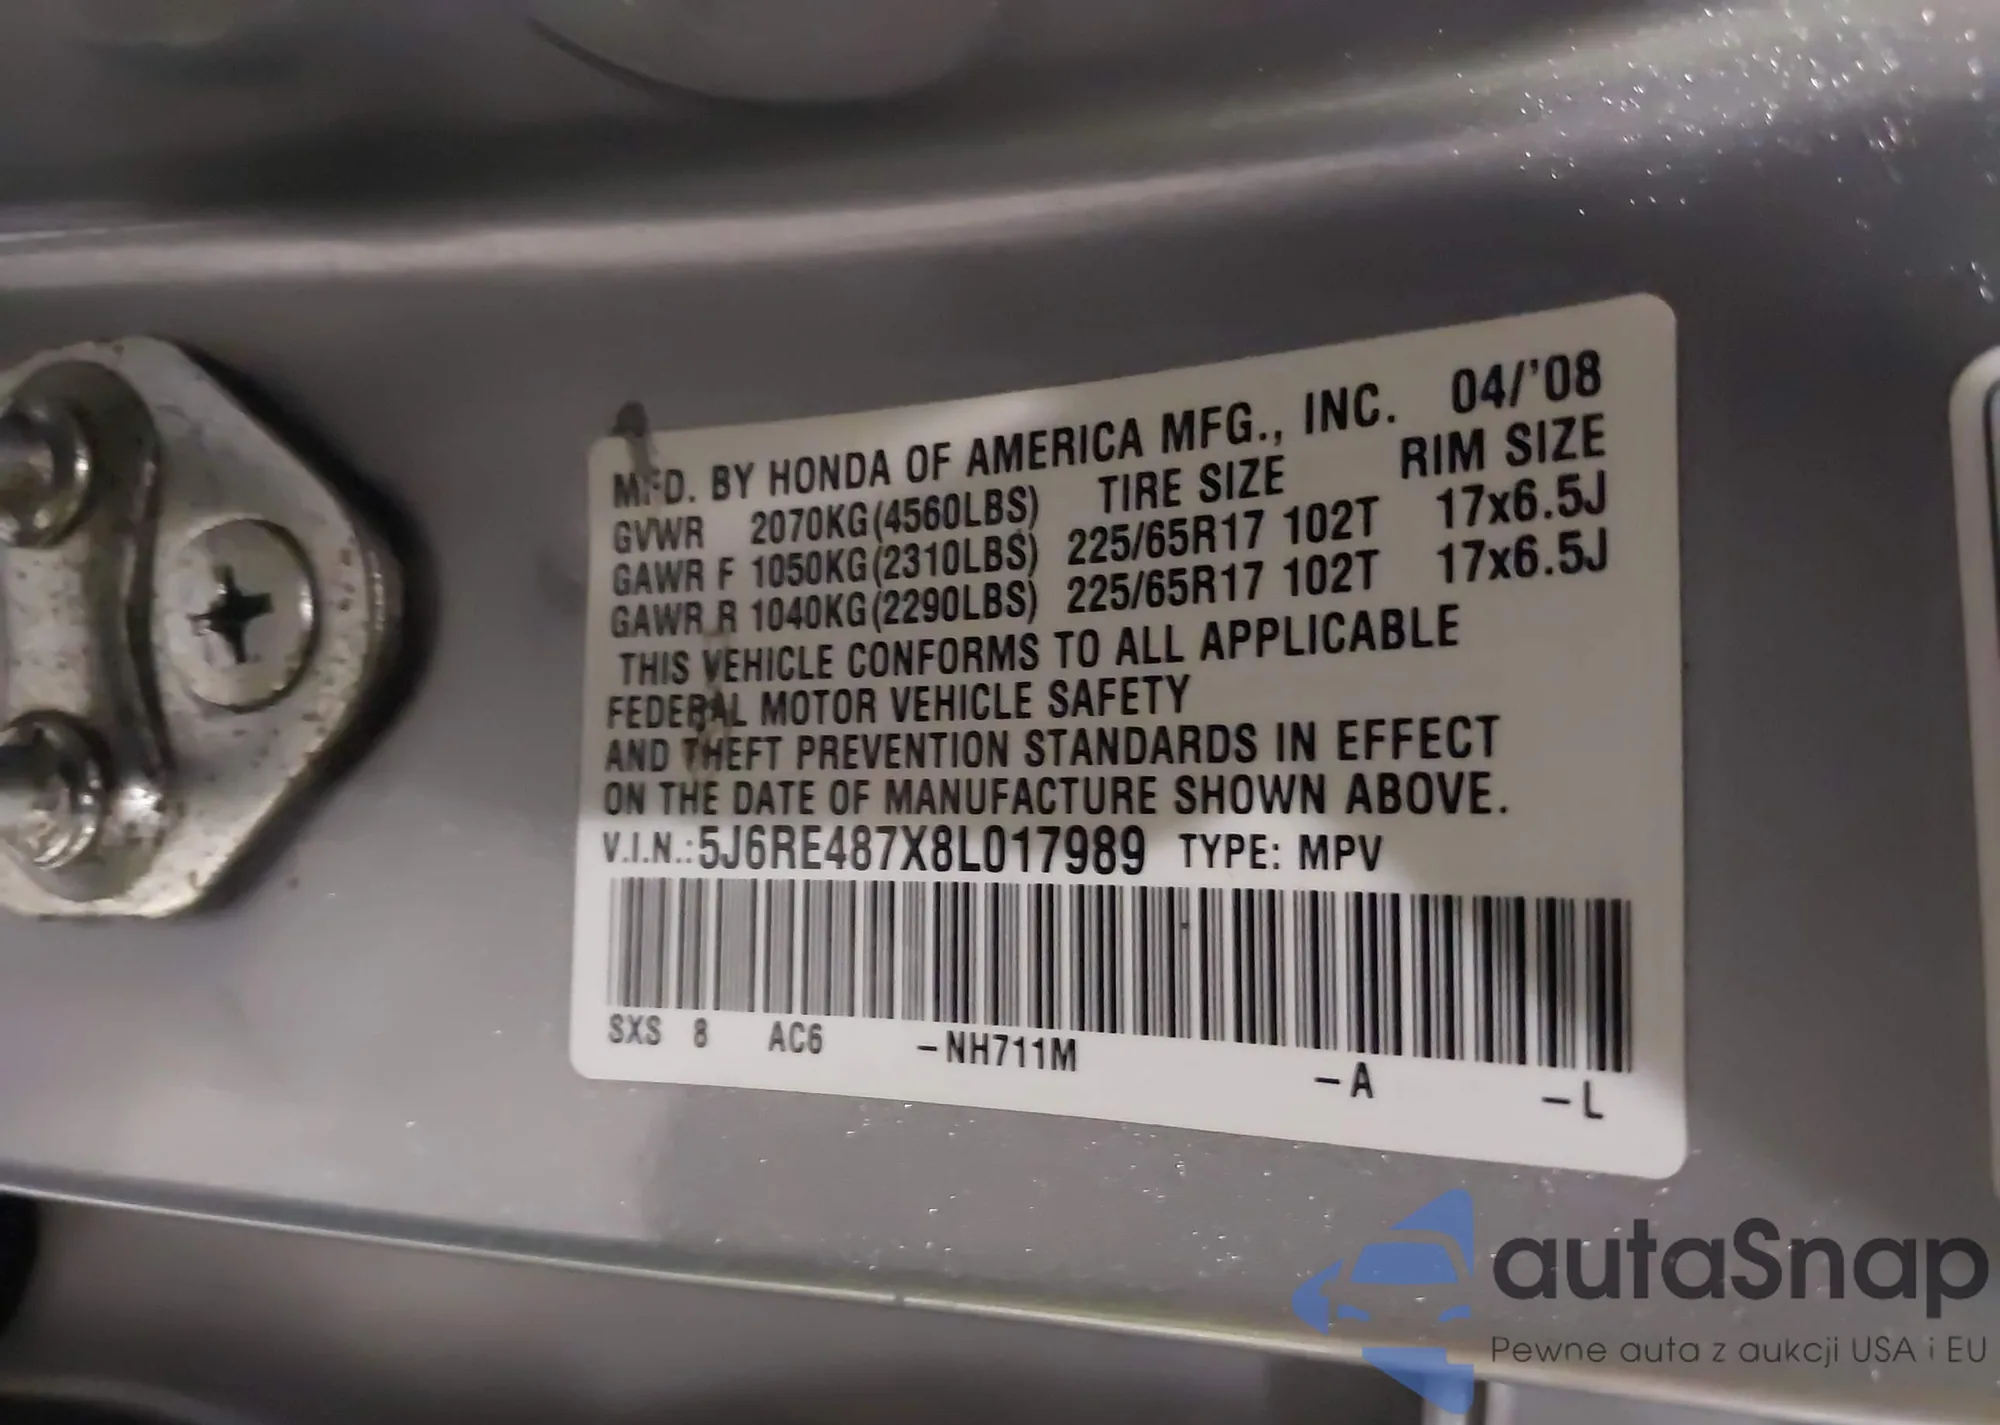 MFD. BY HONDA OF AMERICA MFG., INC. 04/'08
GVWR 2070KG(4560LBS) TIRE SIZE RIM SIZE
GAWR F 1050KG(2310LBS) 225/65R17 102T 17x6.5J
GAWR R 1040KG(2290LBS) 225/65R17 102T 17x6.5J
THIS VEHICLE CONFORMS TO ALL APPLICABLE
FEDERAL MOTOR VEHICLE SAFETY
AND THEFT PREVENTION STANDARDS IN EFFECT
ON THE DATE OF MANUFACTURE SHOWN ABOVE.
V.I.N.:5J6RE487X8L017989 TYPE: MPV
SXS 8 AC6 -NH711M -A -L
autaSnap
Pewne auta z aukcji USA i EU